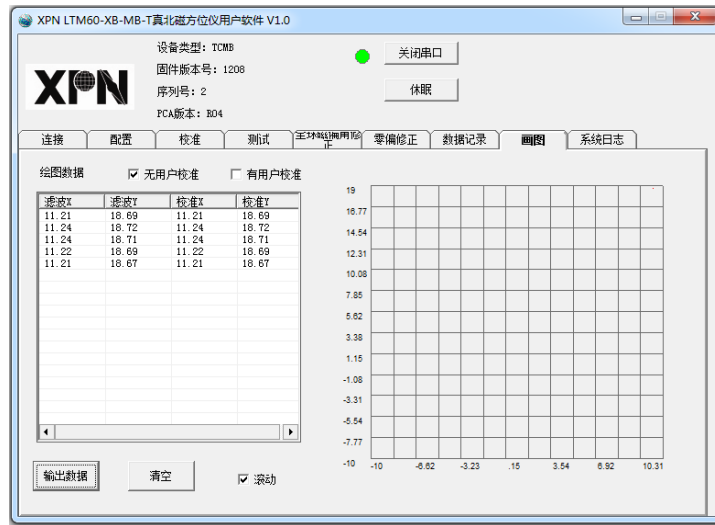 XPN LTM60-XB-MB-T真北磁方位仪用户软件 V1.0
设备类型: TCMB
固件版本号: 1208
序列号: 2
PCA版本: R04
关闭串口
休眠
XPN
连接 配置 校准 测试 正 零偏修正 数据记录 画图 系统日志
绘图数据 无用户校准 有用户校准
滤波X 滤波Y 校准X 校准Y
11.21 18.69 11.21 18.69
11.24 18.72 11.24 18.72
11.24 18.71 11.24 18.71
11.22 18.69 11.22 18.69
11.21 18.67 11.21 18.67
19
16.77
14.54
12.31
10.08
7.85
5.62
3.38
1.15
-1.08
-3.31
-5.54
-7.77
-10
-10 -6.62 -3.23 .15 3.54 6.92 10.31
输出数据 清空 滚动